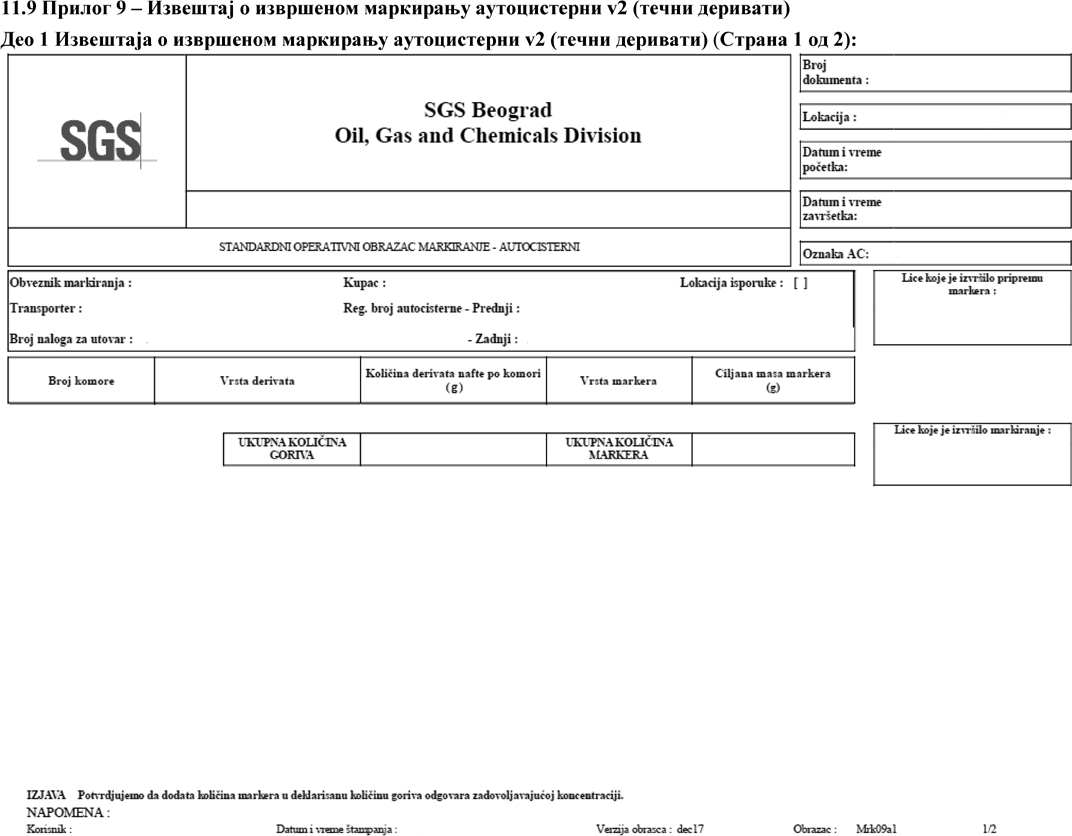 11.9 Прилог 9 – Извештај о извршеном маркирању аутоцистерни v2 (течни деривати)
Део 1 Извештаја о извршеном маркирању аутоцистерни v2 (течни деривати) (Страна 1 од 2):
SGS
SGS Beograd
Oil, Gas and Chemicals Division
STANDARDNI OPERATIVNI OBRAZAC MARKIRANJE - AUTOCISTERNI
Broj
dokumenta :
Lokacija :
Datum i vreme
početka:
Datum i vreme
završetka:
Oznaka AC:
Obveznik markiranja : Kupac : Lokacija isporuke : [ ]
Transporter : Reg. broj autocisterne - Prednji :
Broj naloga za utovar : - Zadnji :
Lice koje je izvršilo pripremu
markera :
Broj komore
Vrsta derivata
Količina derivata nafte po komori
(g)
Vrsta markera
Ciljana masa markera
(g)
UKUPNA KOLIČINA
GORIVA
UKUPNA KOLIČINA
MARKERA
Lice koje je izvršilo markiranje :
IZJAVA Potvrdjujemo da dodata količina markera u deklarisanu količinu goriva odgovara zadovoljavajućoj koncentraciji.
NAPOMENA :
Korisnik : Datum i vreme štampanja : Verzija obrasca : dec17 Obrazac : Mrk09a1 1/2